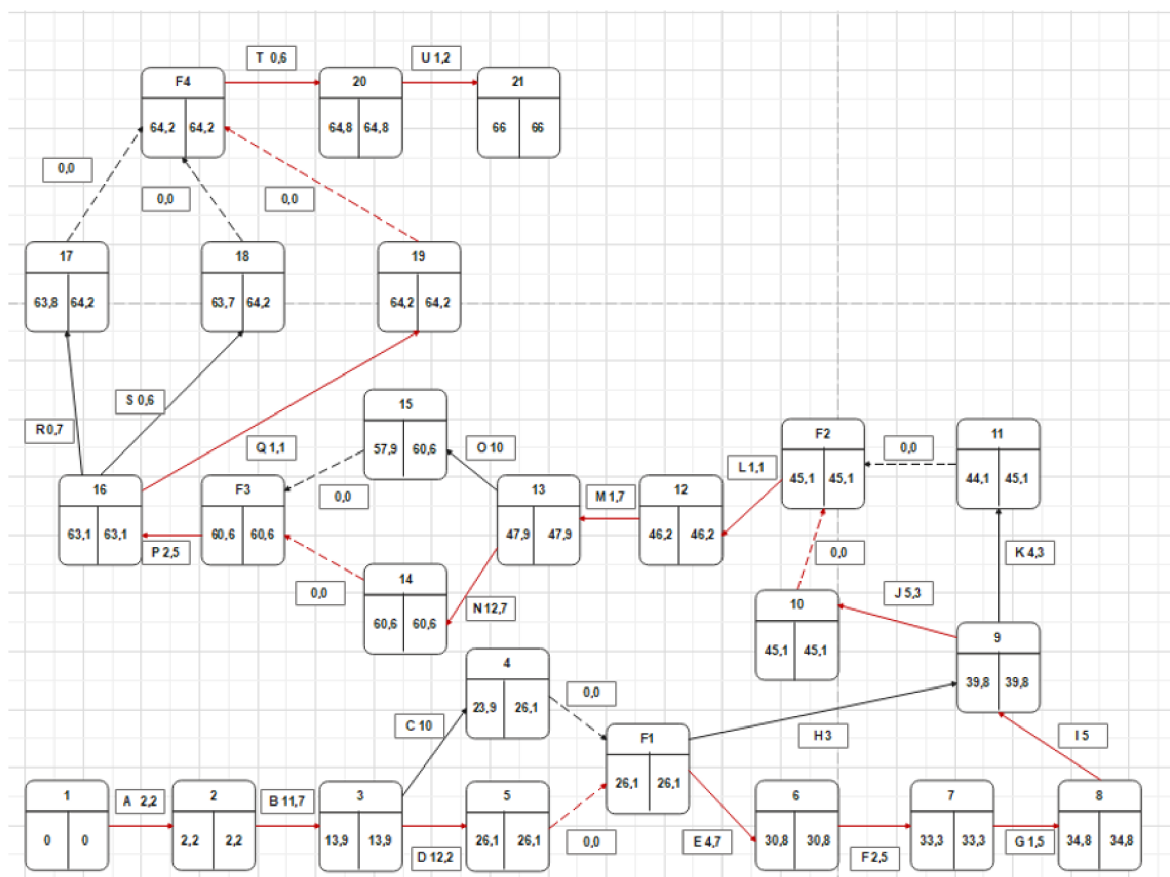 T 0,6
U 1,2
F4
20
21
64,2 64,2
64,8 64,8
66 66
0,0
0,0
0,0
17
18
19
63,8 64,2
63,7 64,2
64,2 64,2
S 0,6
R 0,7
Q 1,1
15
57,9 60,6
O 10
0,0
F2
45,1 45,1
0,0
11
44,1 45,1
L 1,1
16
63,1 63,1
F3
60,6 60,6
P 2,5
13
47,9 47,9
M 1,7
12
46,2 46,2
0,0
K 4,3
14
60,6 60,6
0,0
N 12,7
10
45,1 45,1
J 5,3
9
39,8 39,8
4
23,9 26,1
0,0
C 10
F1
26,1 26,1
H 3
I 5
1
0 0
A 2,2
2
2,2 2,2
B 11,7
3
13,9 13,9
D 12,2
5
26,1 26,1
0,0
E 4,7
6
30,8 30,8
F 2,5
7
33,3 33,3
G 1,5
8
34,8 34,8